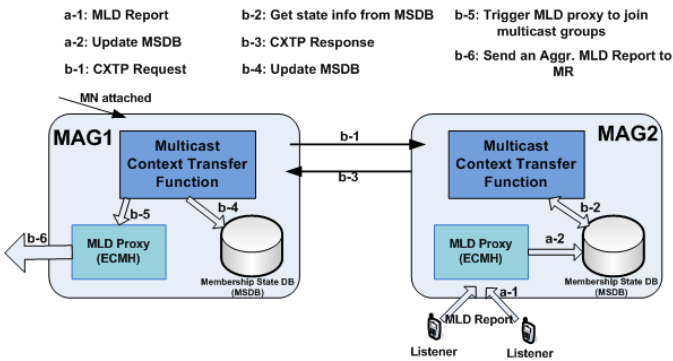 a-1: MLD Report
b-2: Get state info from MSDB
b-5: Trigger MLD proxy to join
multicast groups
a-2: Update MSDB
b-3: CXTP Response
b-6: Send an Aggr. MLD Report to
MR
b-1: CXTP Request
b-4: Update MSDB
MN attached
MAG1
Multicast
Context Transfer
Function
b-1
b-3
MAG2
Multicast
Context Transfer
Function
b-5
b-4
b-2
b-6
MLD Proxy
(ECMH)
Membership State DB
(MSDB)
MLD Proxy
(ECMH)
a-2
Membership State DB
(MSDB)
a-1
MLD Report
Listener
Listener